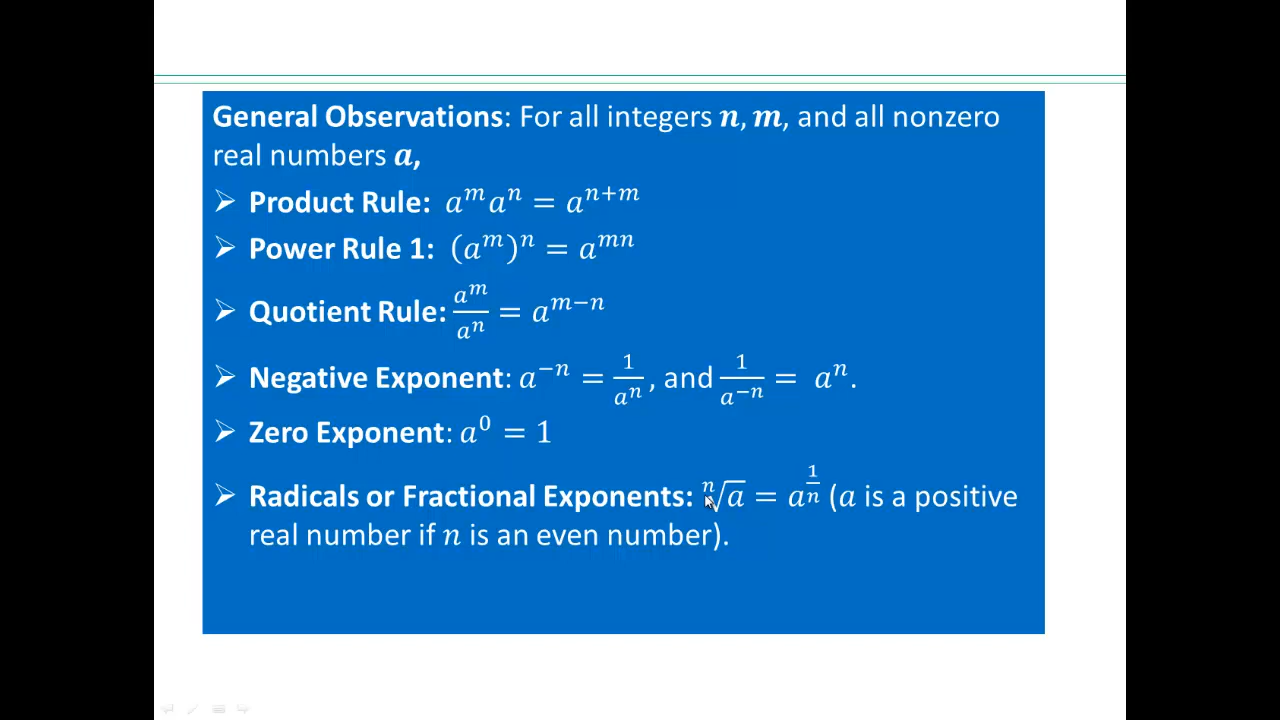 General Observations: For all integers n, m, and all nonzero
real numbers a,
➢ Product Rule: aᵐaⁿ = aⁿ⁺ᵐ
➢ Power Rule 1: (aᵐ)ⁿ = aᵐⁿ
➢ Quotient Rule: aᵐ/aⁿ = aᵐ⁻ⁿ
➢ Negative Exponent: a⁻ⁿ = 1/aⁿ, and 1/a⁻ⁿ = aⁿ.
➢ Zero Exponent: a⁰ = 1
➢ Radicals or Fractional Exponents: ⁿ√a = a^(1/n) (a is a positive
real number if n is an even number).